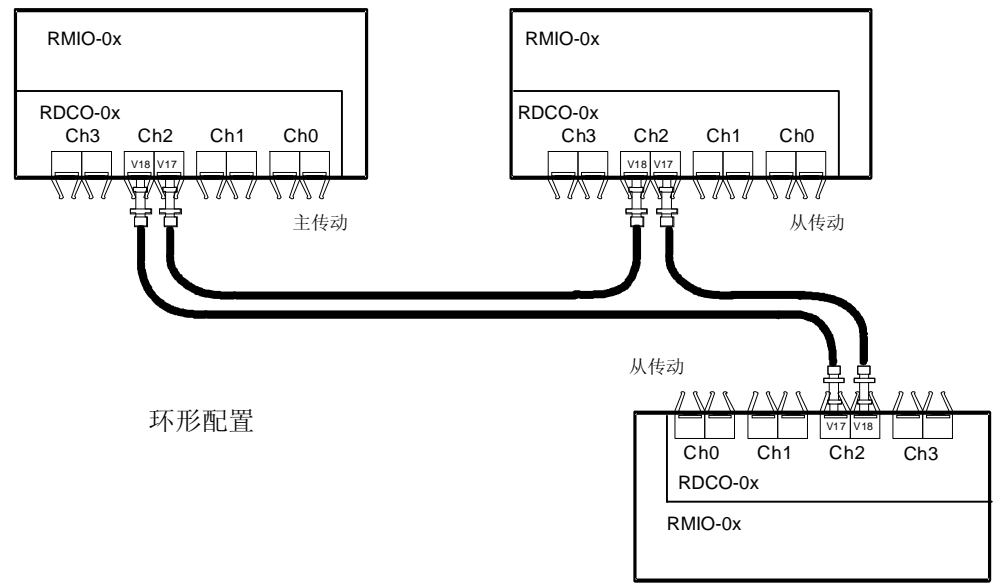 RMIO-0x
RDCO-0x
Ch3 Ch2 Ch1 Ch0
V18 V17
主传动
RMIO-0x
RDCO-0x
Ch3 Ch2 Ch1 Ch0
V18 V17
从传动
从传动
环形配置
V17 V18
Ch0 Ch1 Ch2 Ch3
RDCO-0x
RMIO-0x